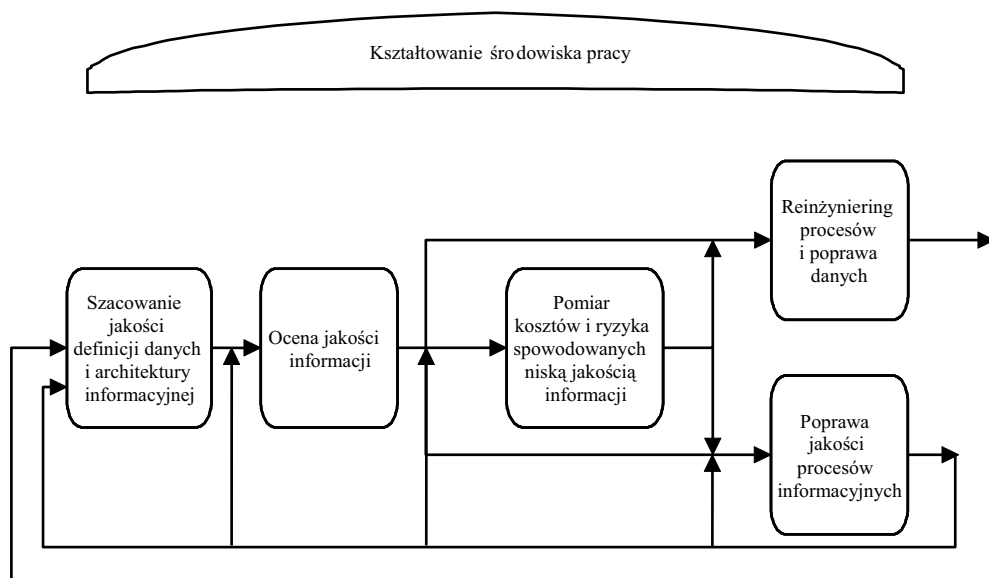 Kształtowanie środowiska pracy
Reinżyniering
procesów
i poprawa
danych
Szacowanie
jakości
definicji danych
i architektury
informacyjnej
Ocena jakości
informacji
Pomiar
kosztów i ryzyka
spowodowanych
niską jakością
informacji
Poprawa
jakości
procesów
informacyjnych